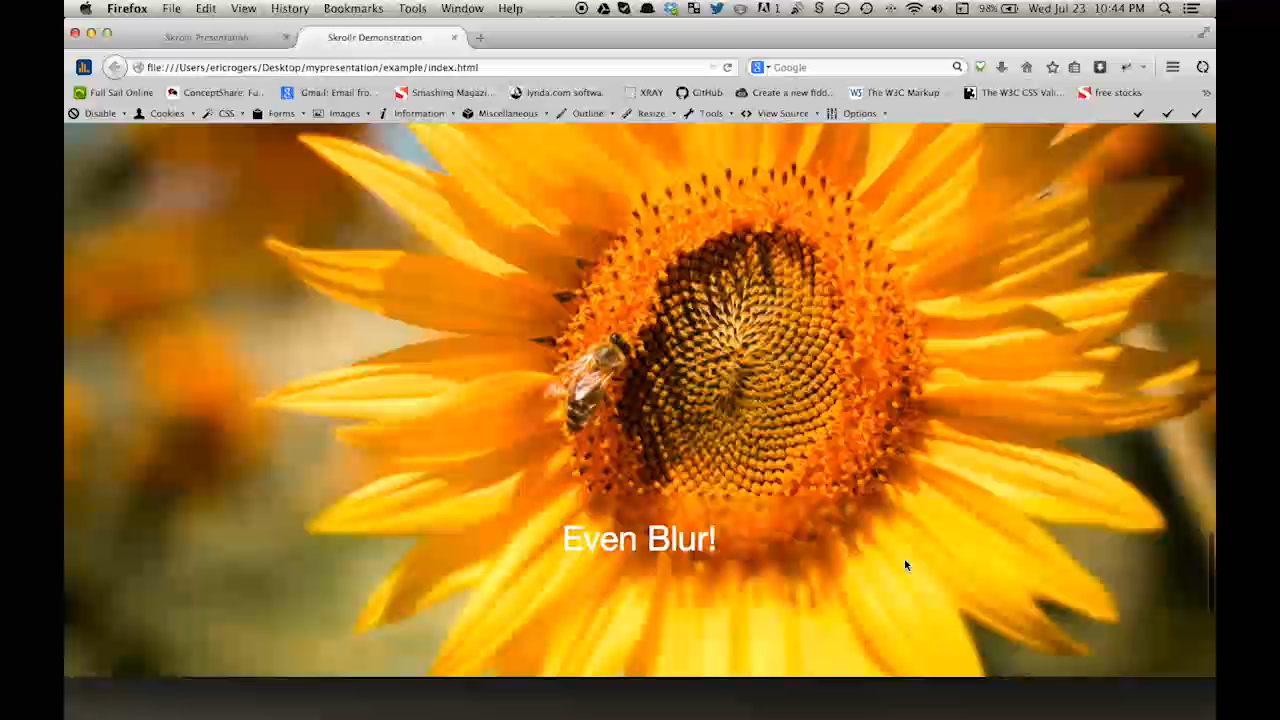 Firefox File Edit View History Bookmarks Tools Window Help 1 98% Wed Jul 23 10:44 PM
Skrollr Presentation Skrollr Demonstration
file:///Users/ericrogers/Desktop/mypresentation/example/index.html Google
Full Sail Online ConceptShare: Fu... Gmail: Email fro... Smashing Magazi... lynda.com softwa... XRAY GitHub Create a new fidd... The W3C Markup ... The W3C CSS Vali... free stocks
Disable Cookies CSS Forms Images Information Miscellaneous Outline Resize Tools View Source Options
Even Blur!